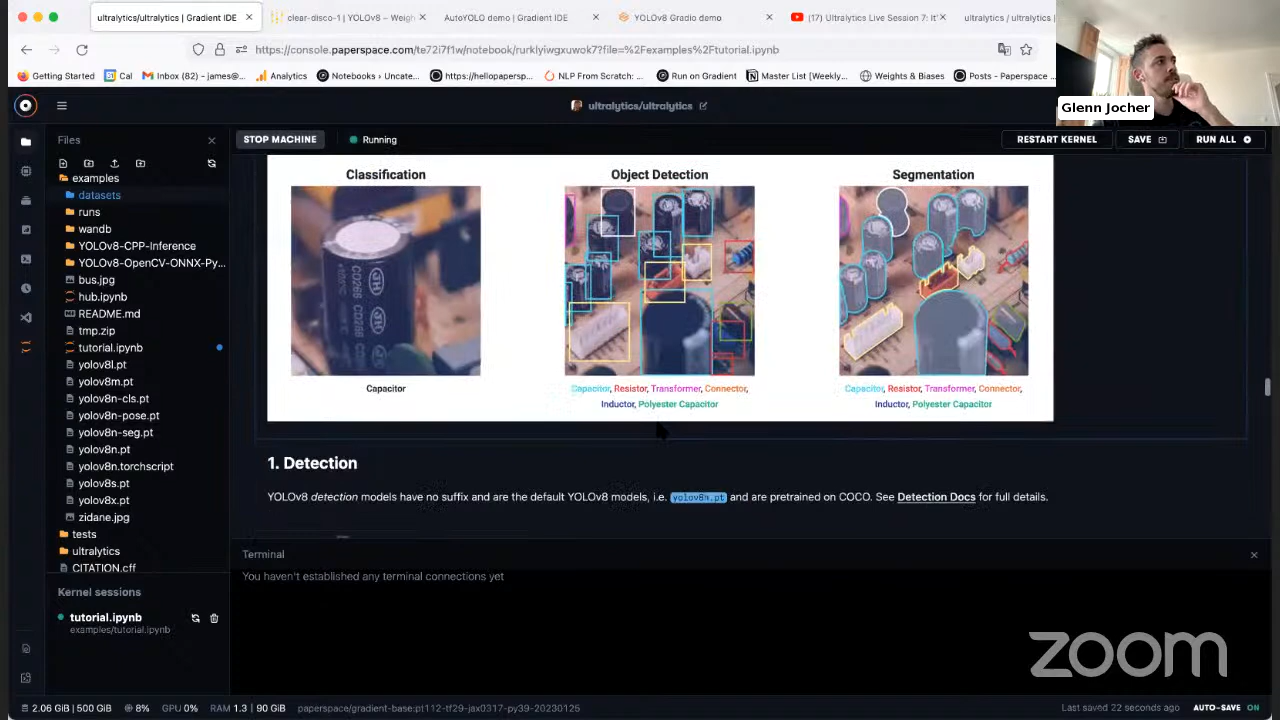 ultralytics/ultralytics | Gradient IDE
clear-disco-1 | YOLOv8 – Weigh
AutoYOLO demo | Gradient IDE
YOLOv8 Gradio demo
(17) Ultralytics Live Session 7: It'
ultralytics / ultralytics |
https://console.paperspace.com/te72i7f1w/notebook/rurklyiwgxuwok7?file=%2Fexamples%2Ftutorial.ipynb
Getting Started
Cal
Inbox (82) – james@...
Analytics
Notebooks › Uncate...
https://hellopapersp...
NLP From Scratch: ...
Run on Gradient
Master List [Weekly...
Weights & Biases
Posts - Paperspace ...
Glenn Jocher
ultralytics/ultralytics
Files
STOP MACHINE
Running
RESTART KERNEL
SAVE
RUN ALL
examples
datasets
runs
wandb
YOLOv8-CPP-Inference
YOLOv8-OpenCV-ONNX-Py...
bus.jpg
hub.ipynb
README.md
tmp.zip
tutorial.ipynb
yolov8l.pt
yolov8m.pt
yolov8n-cls.pt
yolov8n-pose.pt
yolov8n-seg.pt
yolov8n.pt
yolov8n.torchscript
yolov8s.pt
yolov8x.pt
zidane.jpg
tests
ultralytics
CITATION.cff
Kernel sessions
tutorial.ipynb
examples/tutorial.ipynb
Classification
Object Detection
Segmentation
Capacitor
Capacitor, Resistor, Transformer, Connector,
Inductor, Polyester Capacitor
Capacitor, Resistor, Transformer, Connector,
Inductor, Polyester Capacitor
1. Detection
YOLOv8 detection models have no suffix and are the default YOLOv8 models, i.e. yolov8n.pt and are pretrained on COCO. See Detection Docs for full details.
Terminal
You haven't established any terminal connections yet
zoom
2.06 GiB | 500 GiB
8%
GPU 0%
RAM 1.3 | 90 GiB
paperspace/gradient-base:pt112-tf29-jax0317-py39-20230125
Last saved 22 seconds ago
AUTO-SAVE ON